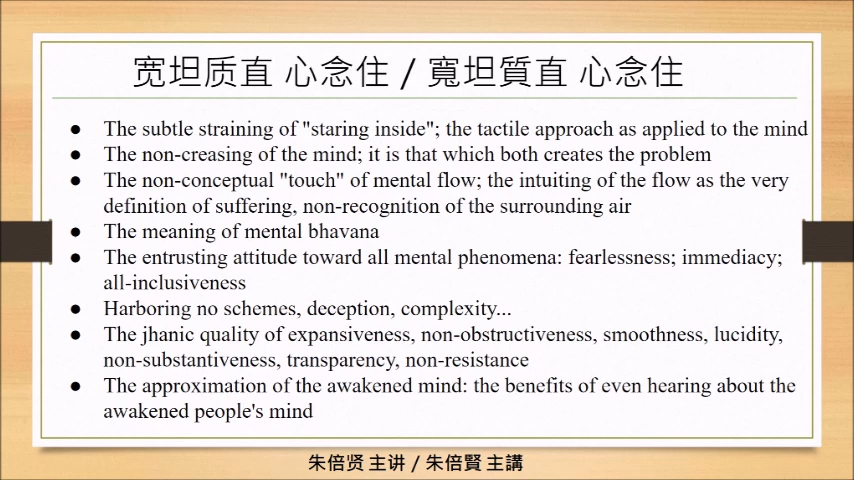 宽坦质直 心念住 / 寬坦質直 心念住
● The subtle straining of "staring inside"; the tactile approach as applied to the mind
● The non-creasing of the mind; it is that which both creates the problem
● The non-conceptual "touch" of mental flow; the intuiting of the flow as the very
definition of suffering, non-recognition of the surrounding air
● The meaning of mental bhavana
● The entrusting attitude toward all mental phenomena: fearlessness; immediacy;
all-inclusiveness
● Harboring no schemes, deception, complexity...
● The jhanic quality of expansiveness, non-obstructiveness, smoothness, lucidity,
non-substantiveness, transparency, non-resistance
● The approximation of the awakened mind: the benefits of even hearing about the
awakened people's mind
朱倍贤 主讲 / 朱倍賢 主講